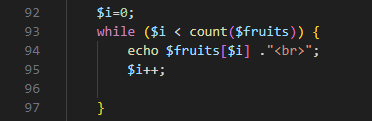 92 $i=0;
93 while ($i < count($fruits)) {
94 echo $fruits[$i] ."<br>";
95 $i++;
96
97 }